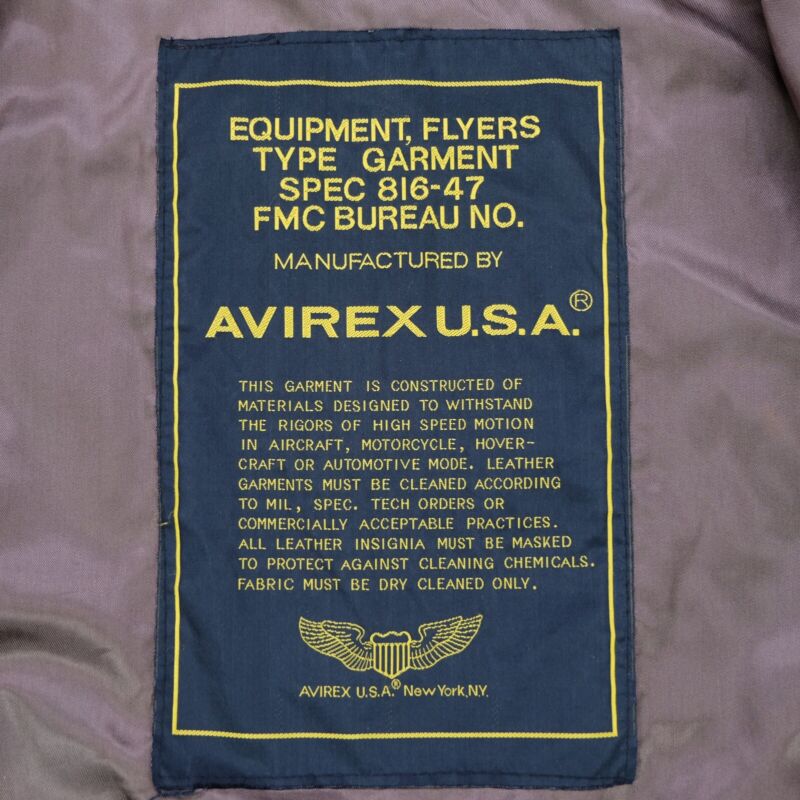 EQUIPMENT, FLYERS
TYPE GARMENT
SPEC 816-47
FMC BUREAU NO.
MANUFACTURED BY
AVIREX U.S.A.®
THIS GARMENT IS CONSTRUCTED OF
MATERIALS DESIGNED TO WITHSTAND
THE RIGORS OF HIGH SPEED MOTION
IN AIRCRAFT, MOTORCYCLE, HOVER-
CRAFT OR AUTOMOTIVE MODE. LEATHER
GARMENTS MUST BE CLEANED ACCORDING
TO MIL, SPEC. TECH ORDERS OR
COMMERCIALLY ACCEPTABLE PRACTICES.
ALL LEATHER INSIGNIA MUST BE MASKED
TO PROTECT AGAINST CLEANING CHEMICALS.
FABRIC MUST BE DRY CLEANED ONLY.
AVIREX U.S.A.® New York, NY.